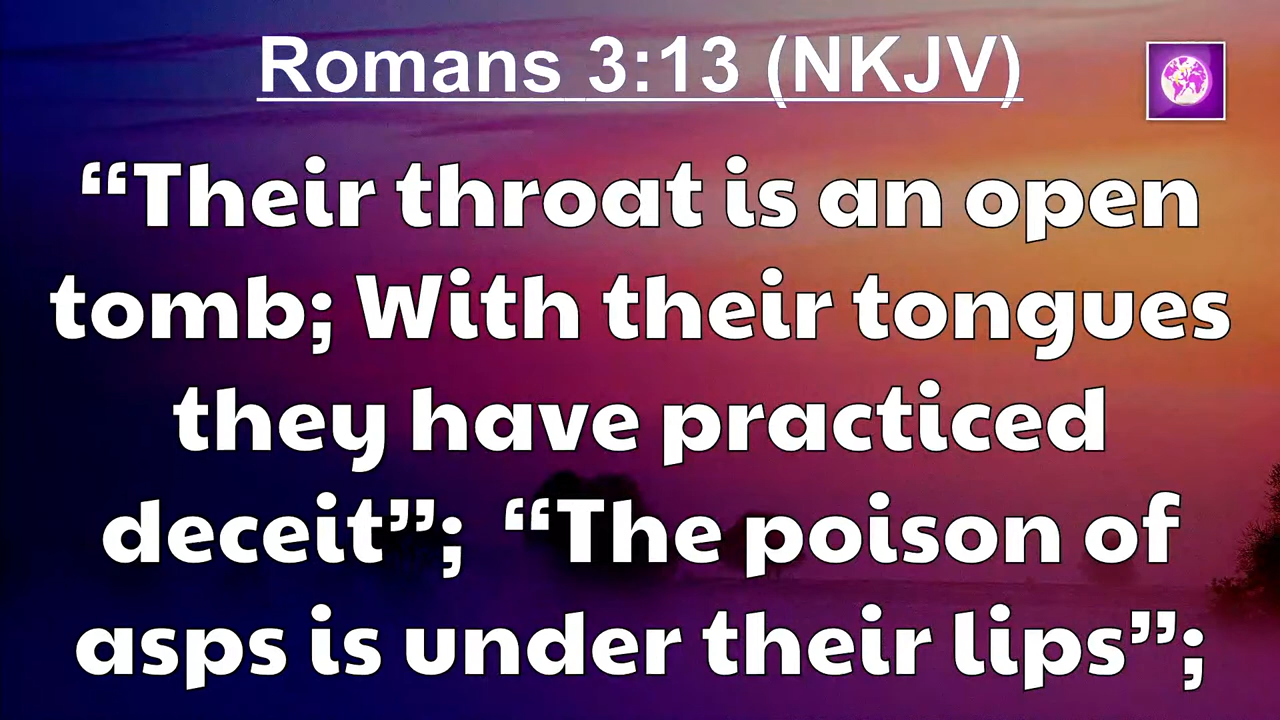 Romans 3:13 (NKJV)
“Their throat is an open
tomb; With their tongues
they have practiced
deceit”;  “The poison of
asps is under their lips”;